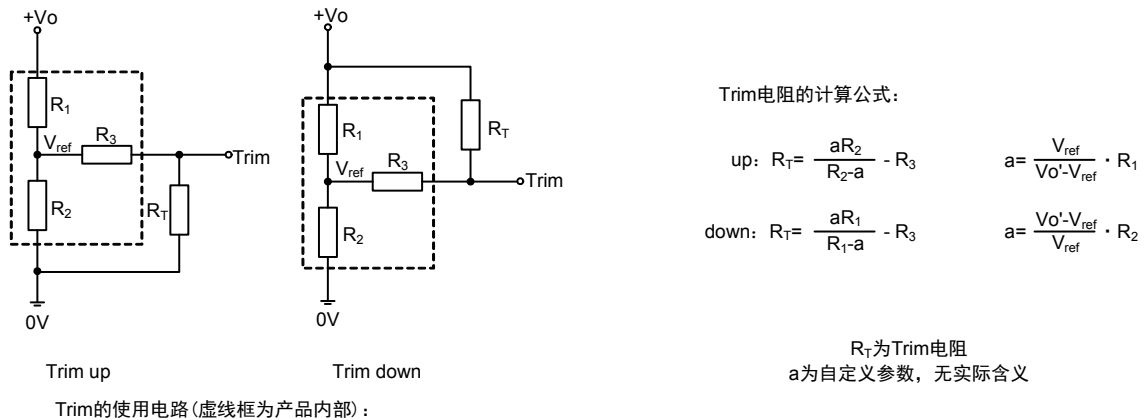 +Vo
R1
Vref
R3
Trim
R2
RT
0V
Trim up
+Vo
R1
RT
Vref
R3
Trim
R2
0V
Trim down
Trim的使用电路(虚线框为产品内部):
Trim电阻的计算公式:
up: RT= aR2 / R2-a - R3 a= Vref / Vo'-Vref · R1
down: RT= aR1 / R1-a - R3 a= Vo'-Vref / Vref · R2
RT为Trim电阻
a为自定义参数,无实际含义